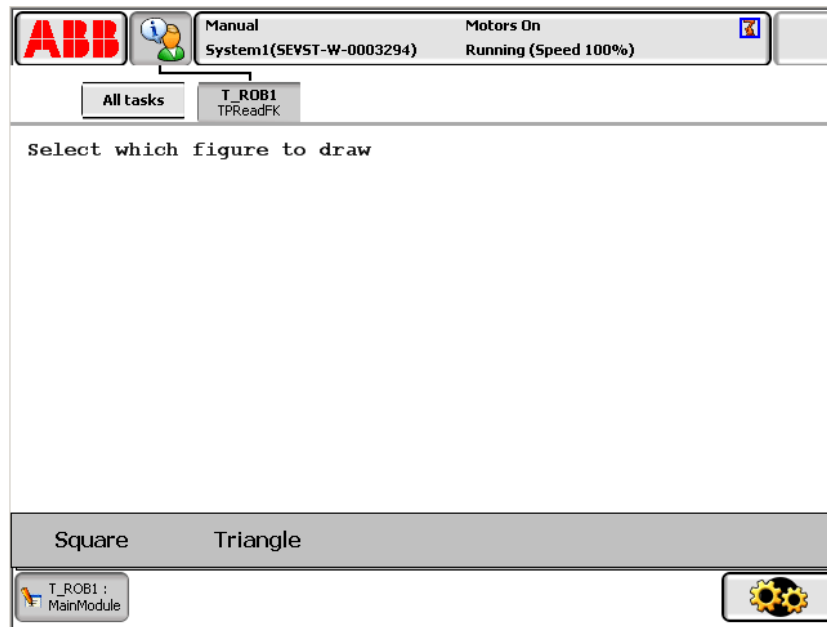 ABB
Manual
Motors On
System1(SEVST-W-0003294)
Running (Speed 100%)
All tasks
T_ROB1
TPReadFK
Select which figure to draw
Square
Triangle
T_ROB1 :
MainModule